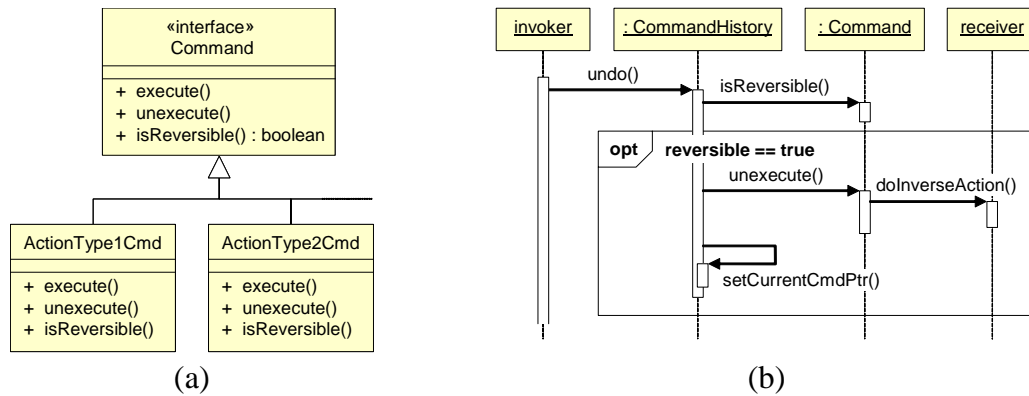 «interface»
Command
+ execute()
+ unexecute()
+ isReversible() : boolean
ActionType1Cmd
+ execute()
+ unexecute()
+ isReversible()
ActionType2Cmd
+ execute()
+ unexecute()
+ isReversible()
(a)
invoker
: CommandHistory
: Command
receiver
undo()
isReversible()
opt
reversible == true
unexecute()
doInverseAction()
setCurrentCmdPtr()
(b)